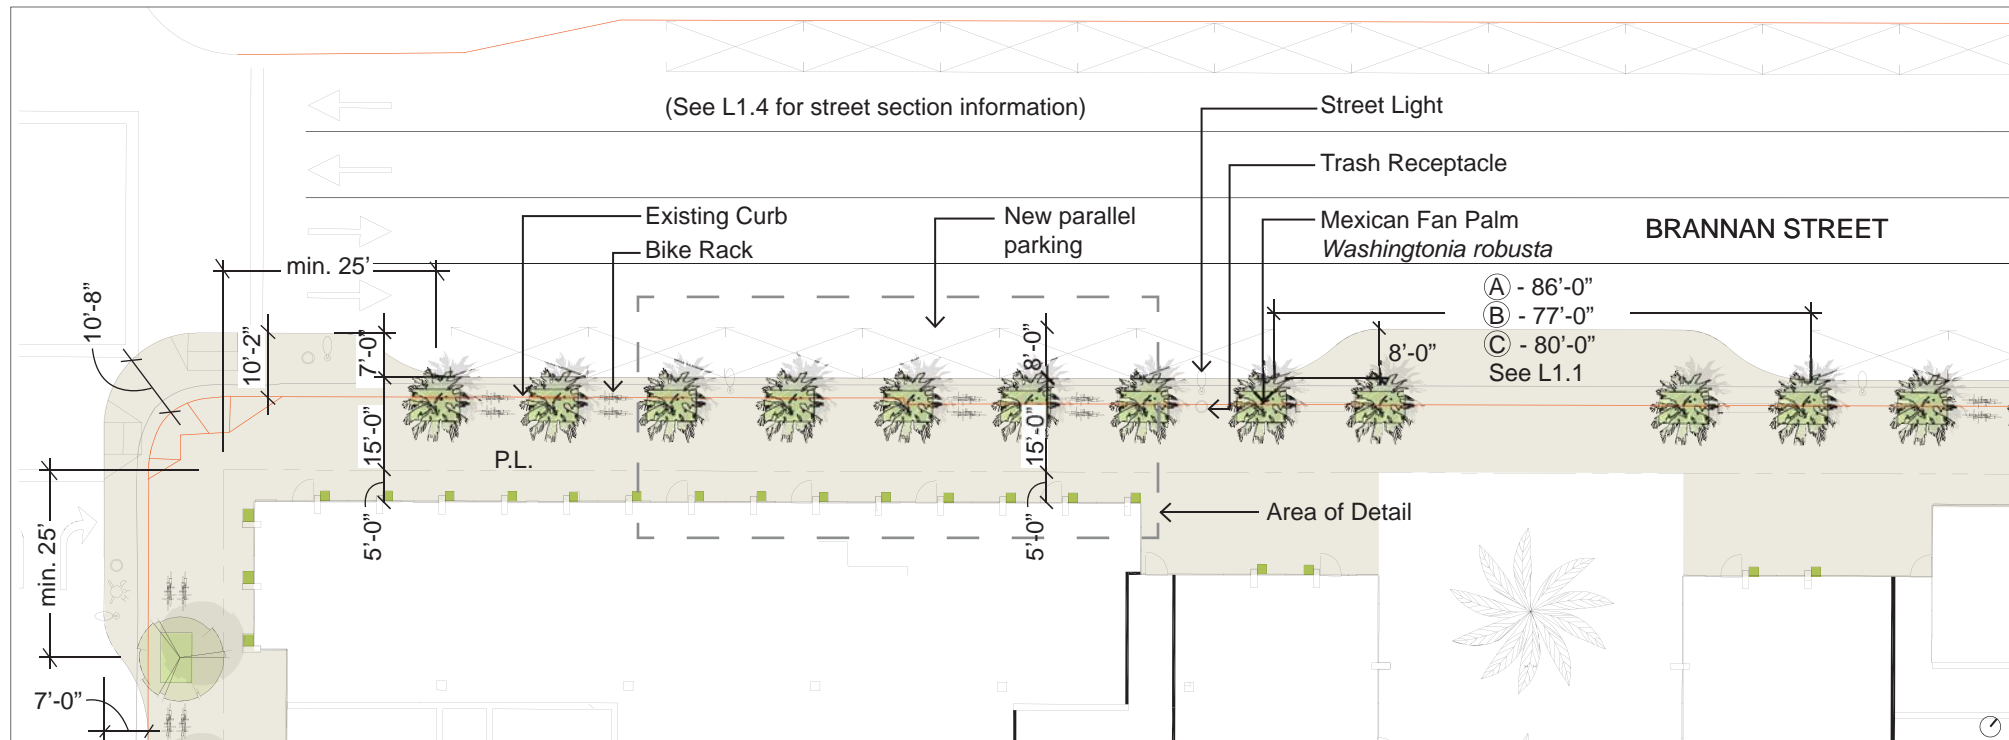 (See L1.4 for street section information)
Street Light
Trash Receptacle
Existing Curb
Bike Rack
New parallel
parking
Mexican Fan Palm
Washingtonia robusta
BRANNAN STREET
min. 25’
10’-8”
10’-2”
7’-0”
15’-0”
5’-0”
8’-0”
15’-0”
5’-0”
A - 86’-0”
B - 77’-0”
C - 80’-0”
See L1.1
8’-0”
P.L.
Area of Detail
min. 25’
7’-0”